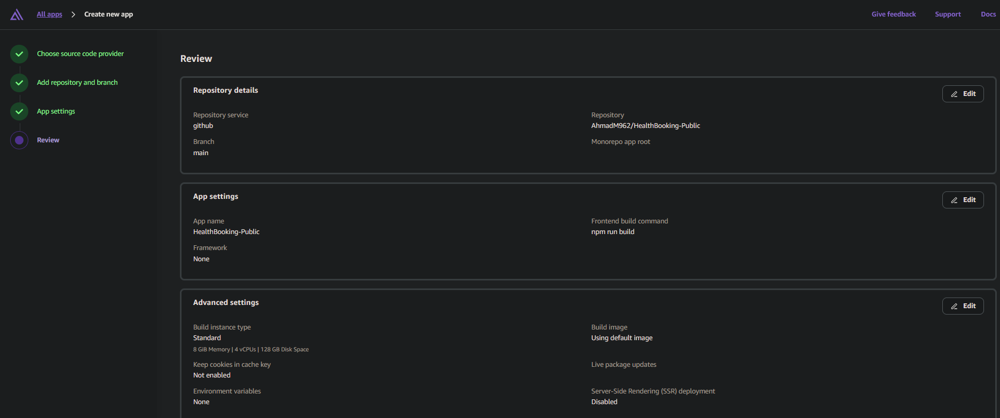 All apps > Create new app
Give feedback Support Docs
Choose source code provider
Add repository and branch
App settings
Review
Review
Repository details
Edit
Repository service
github
Repository
AhmadM962/HealthBooking-Public
Branch
main
Monorepo app root
App settings
Edit
App name
HealthBooking-Public
Frontend build command
npm run build
Framework
None
Advanced settings
Edit
Build instance type
Standard
8 GiB Memory | 4 vCPUs | 128 GB Disk Space
Build image
Using default image
Keep cookies in cache key
Not enabled
Live package updates
Environment variables
None
Server-Side Rendering (SSR) deployment
Disabled